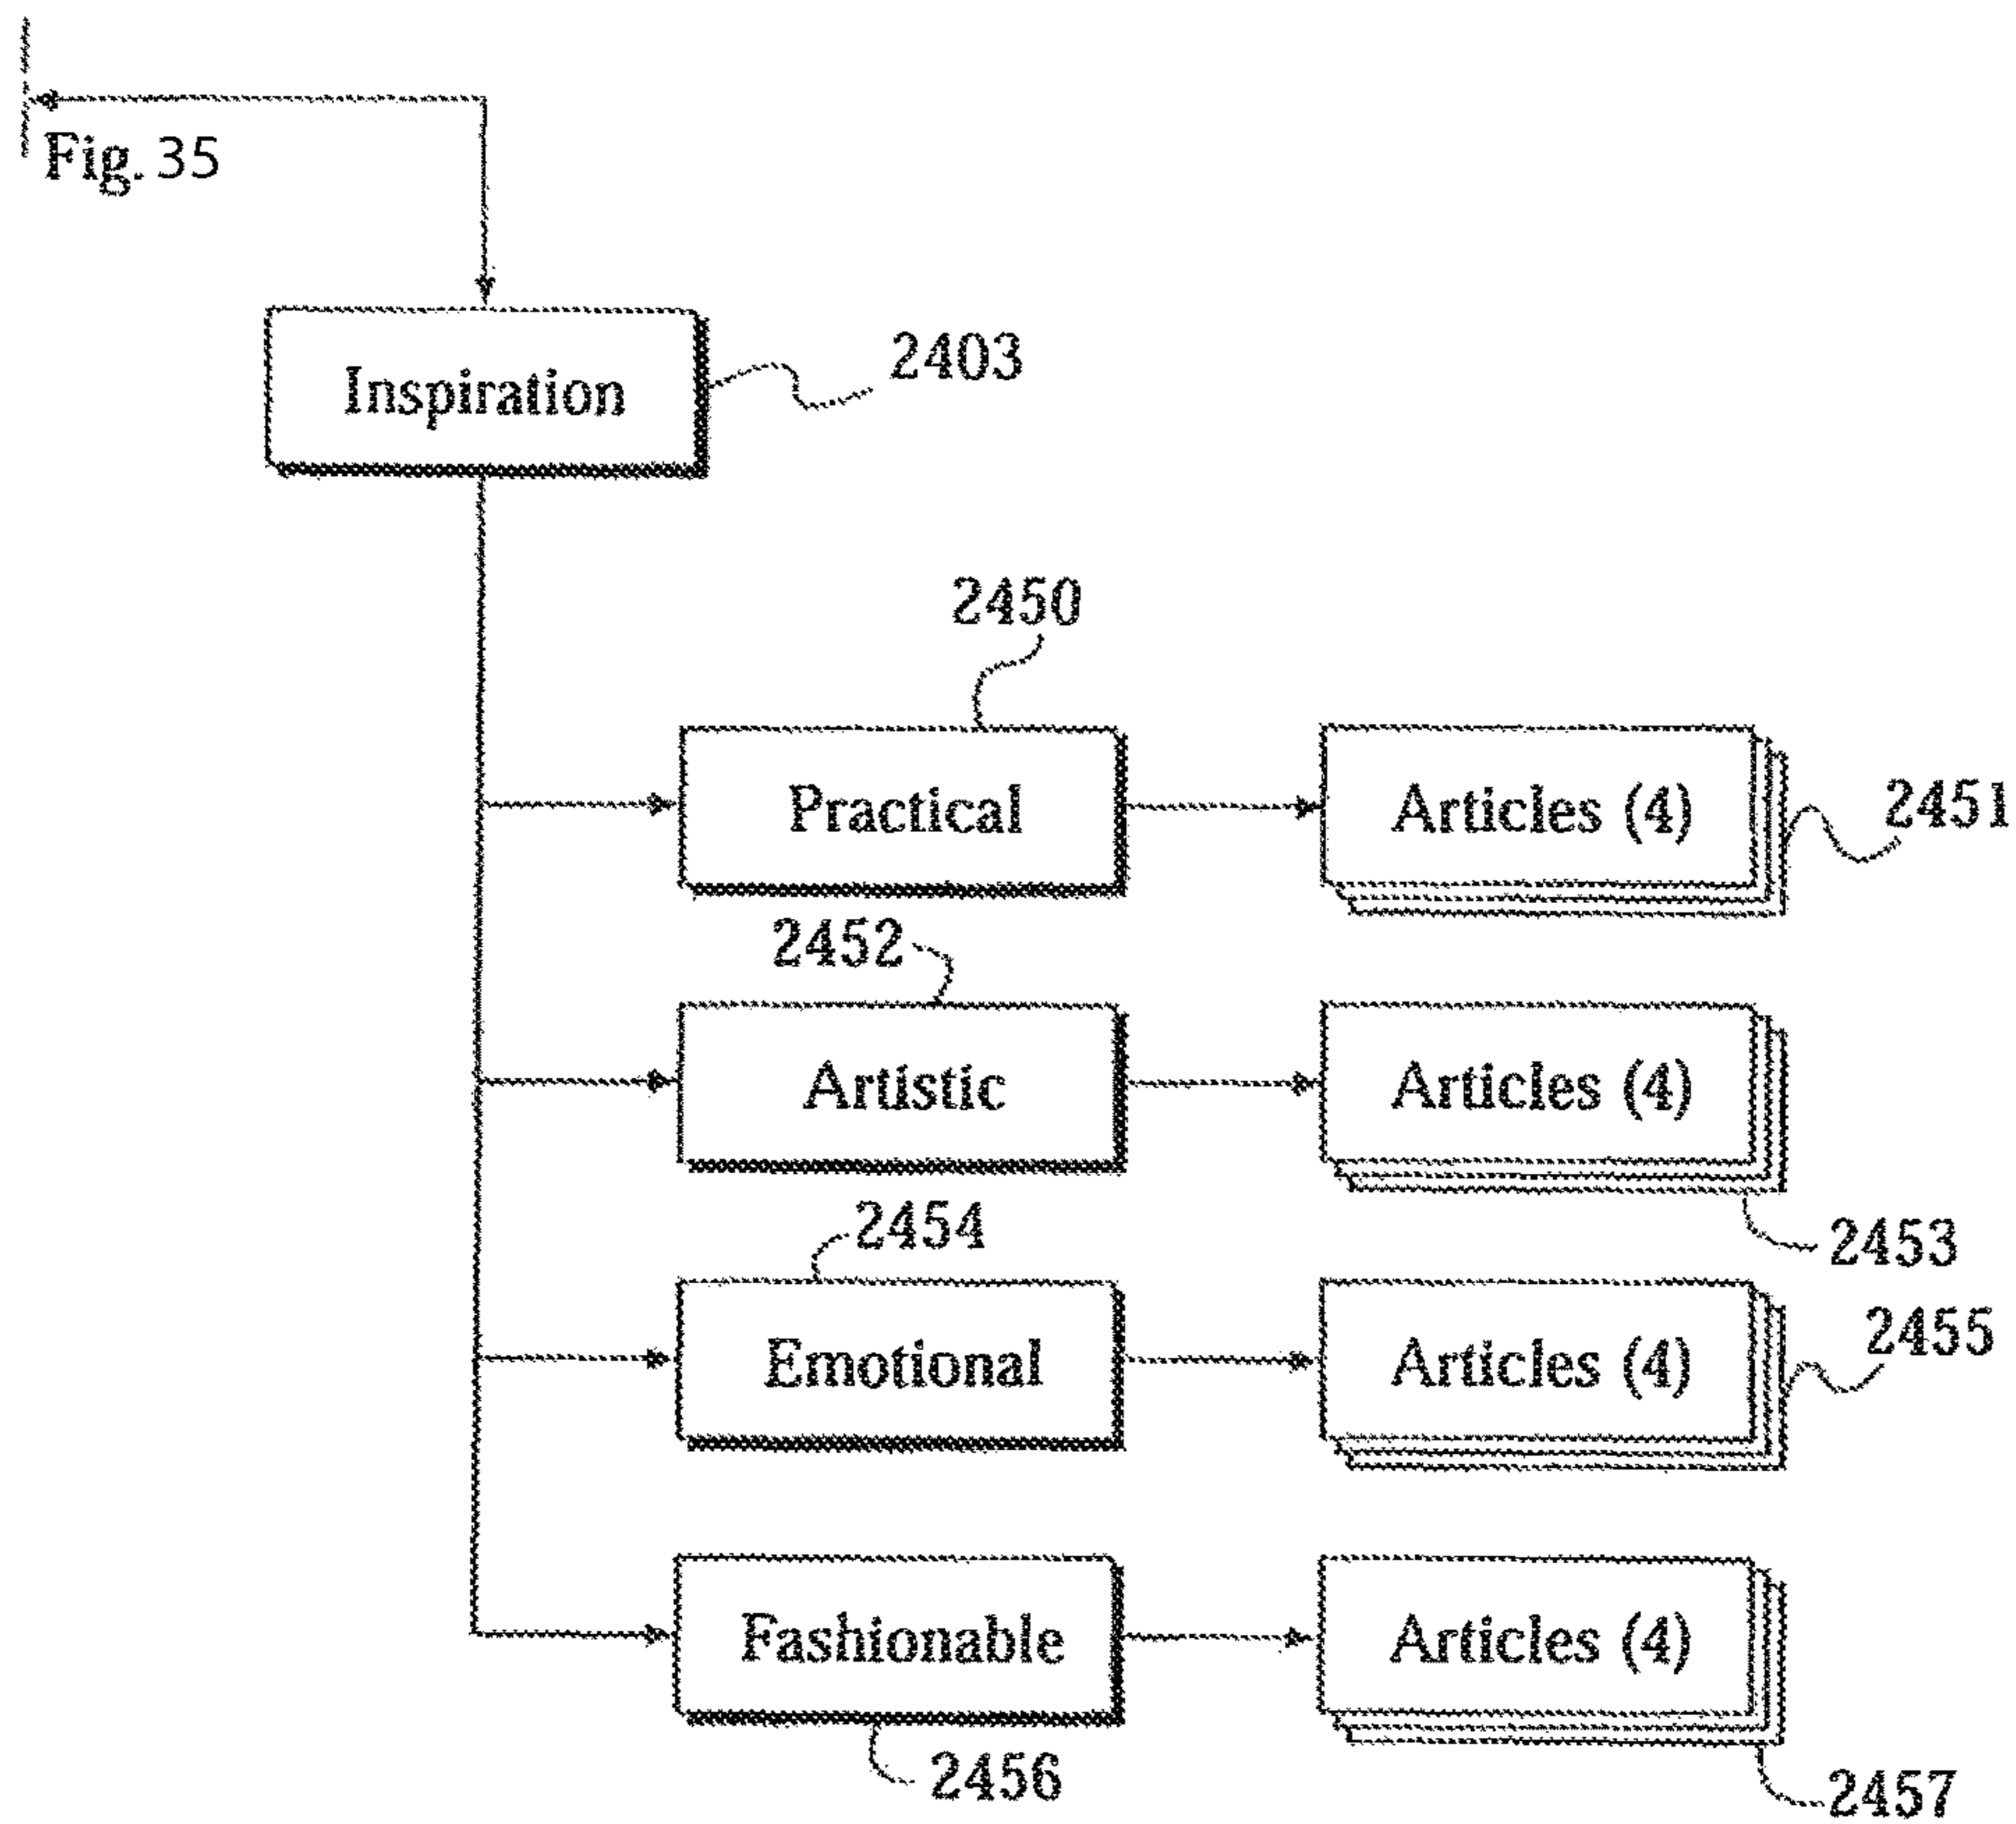 Fig. 35
Inspiration
2403
2450
Practical
Articles (4)
2451
2452
Artistic
Articles (4)
2453
2454
Emotional
Articles (4)
2455
Fashionable
Articles (4)
2456
2457